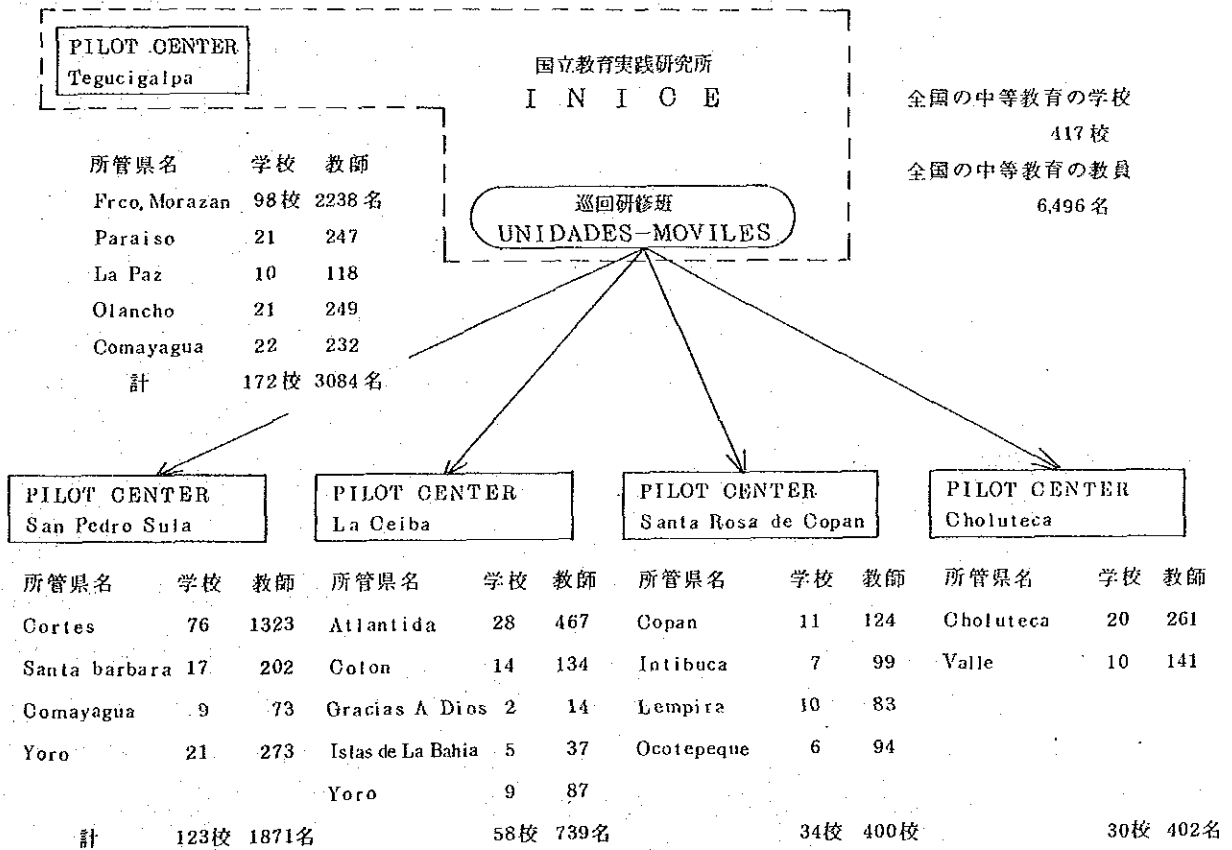 PILOT CENTER
Tegucigalpa
国立教育実践研究所
INICE
全国の中等教育の学校
417校
全国の中等教育の教員
6,496名
所管県名 学校 教師
Frco, Morazan 98校 2238名
Paraiso 21 247
La Paz 10 118
Olancho 21 249
Comayagua 22 232
計 172校 3084名
巡回研修班
UNIDADES-MOVILES
PILOT CENTER
San Pedro Sula
所管県名 学校 教師
Cortes 76 1323
Santa barbara 17 202
Comayagua 9 73
Yoro 21 273
計 123校 1871名
PILOT CENTER
La Ceiba
所管県名 学校 教師
Atlantida 28 467
Colon 14 134
Gracias A Dios 2 14
Islas de La Bahia 5 37
Yoro 9 87
58校 739名
PILOT CENTER
Santa Rosa de Copan
所管県名 学校 教師
Copan 11 124
Intibuca 7 99
Lempira 10 83
Ocotepeque 6 94
34校 400校
PILOT CENTER
Choluteca
所管県名 学校 教師
Choluteca 20 261
Valle 10 141
30校 402名